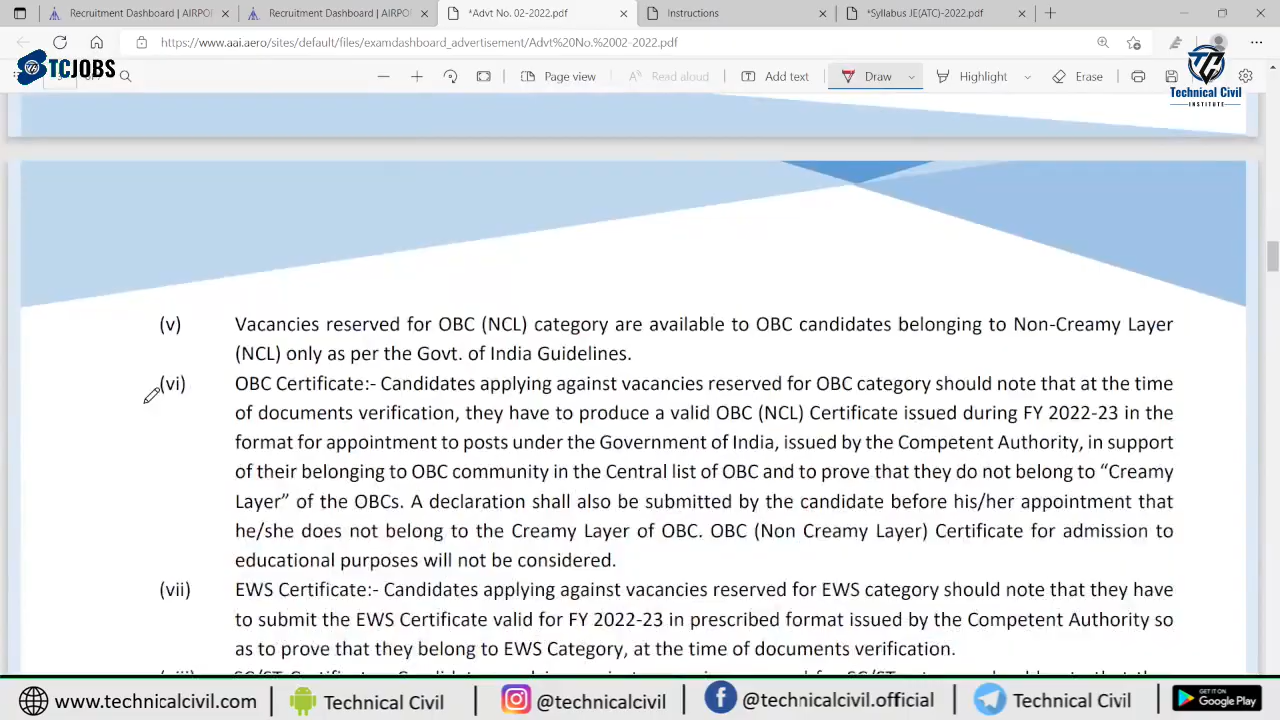 Recruitment Dashboard | AIRPO
Recruitment Dashboard | AIRPO
*Advt No. 02-2022.pdf
Instructions
*Syllabus JE(ATC)-2022.pdf
https://www.aai.aero/sites/default/files/examdashboard_advertisement/Advt%20No.%2002-2022.pdf
TCJOBS
Page view
Read aloud
Add text
Draw
Highlight
Erase
Technical Civil
INSTITUTE
(v) Vacancies reserved for OBC (NCL) category are available to OBC candidates belonging to Non-Creamy Layer
(NCL) only as per the Govt. of India Guidelines.
(vi) OBC Certificate:- Candidates applying against vacancies reserved for OBC category should note that at the time
of documents verification, they have to produce a valid OBC (NCL) Certificate issued during FY 2022-23 in the
format for appointment to posts under the Government of India, issued by the Competent Authority, in support
of their belonging to OBC community in the Central list of OBC and to prove that they do not belong to “Creamy
Layer” of the OBCs. A declaration shall also be submitted by the candidate before his/her appointment that
he/she does not belong to the Creamy Layer of OBC. OBC (Non Creamy Layer) Certificate for admission to
educational purposes will not be considered.
(vii) EWS Certificate:- Candidates applying against vacancies reserved for EWS category should note that they have
to submit the EWS Certificate valid for FY 2022-23 in prescribed format issued by the Competent Authority so
as to prove that they belong to EWS Category, at the time of documents verification.
www.technicalcivil.com
Technical Civil
@technicalcivil
@technicalcivil.official
Technical Civil
GET IT ON
Google Play